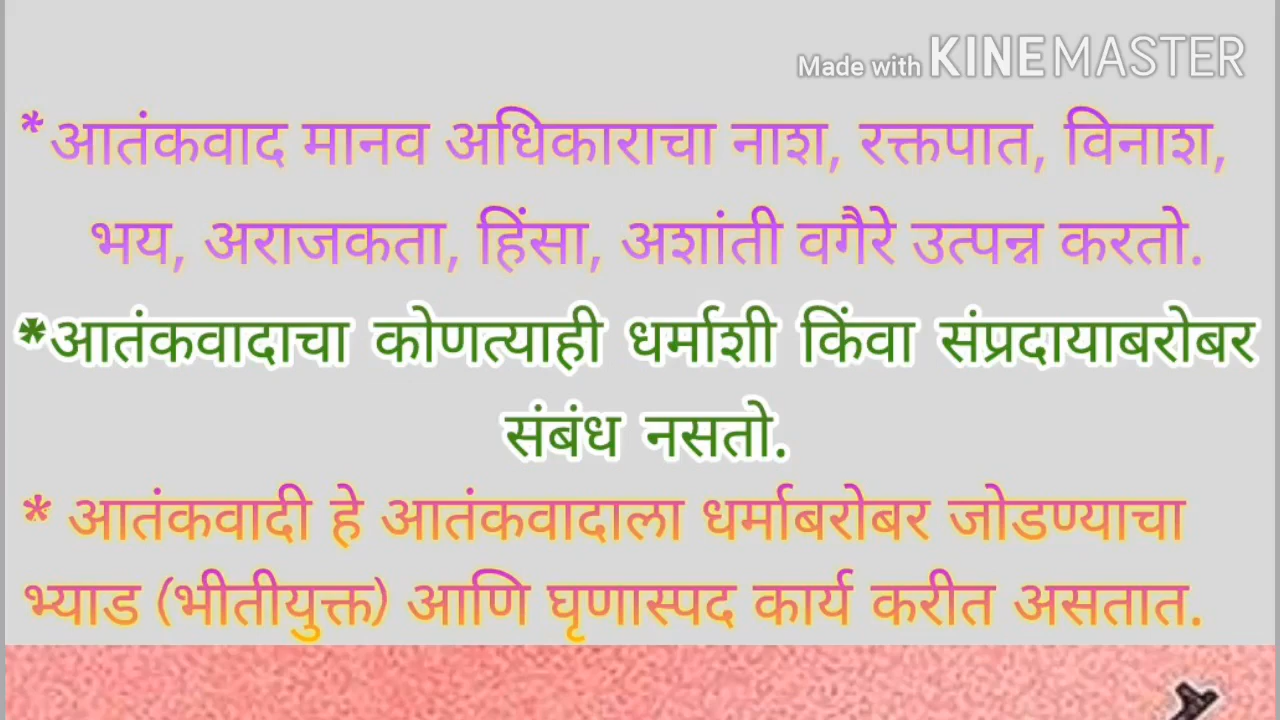 Made with KINEMASTER
*आतंकवाद मानव अधिकाराचा नाश, रक्तपात, विनाश,
भय, अराजकता, हिंसा, अशांती वगैरे उत्पन्न करतो.
*आतंकवादाचा कोणत्याही धर्माशी किंवा संप्रदायाबरोबर
संबंध नसतो.
* आतंकवादी हे आतंकवादाला धर्माबरोबर जोडण्याचा
भ्याड (भीतीयुक्त) आणि घृणास्पद कार्य करीत असतात.